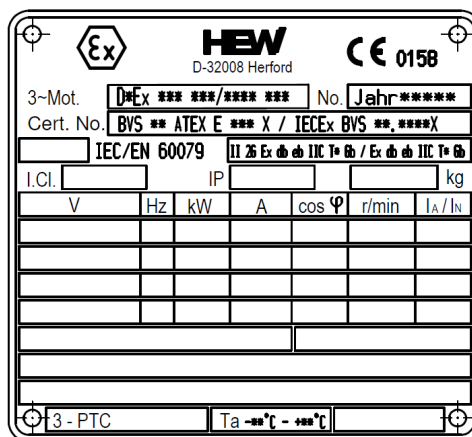 Ex HEW CE 0158
D-32008 Herford
3~Mot. D*Ex *** ***/**** *** No. Jahr*****
Cert. No. BVS ** ATEX E *** X / IECEx BVS **.****X
IEC/EN 60079 II 2G Ex db eb IIC T* Gb / Ex db eb IIC T* Gb
I.Cl. IP kg
V Hz kW A cos φ r/min IA / IN
3 - PTC Ta -**°C - +**°C